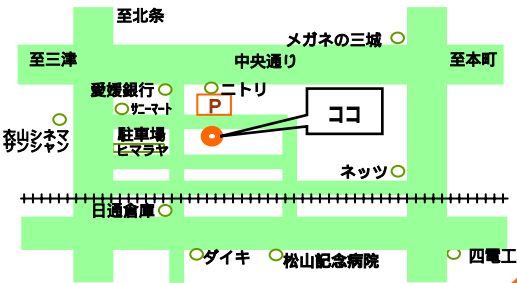 至北条
メガネの三城
至三津
中央通り
至本町
愛媛銀行
ニトリ
サニーマート
P
ココ
衣山シネマ
サンシャン
駐車場
ヒマラヤ
ネッツ
日通倉庫
ダイキ
松山記念病院
四電工